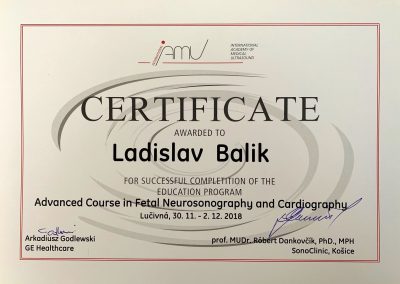 iAMU
INTERNATIONAL
ACADEMY OF
MEDICAL
ULTRASOUND
CERTIFICATE
AWARDED TO
Ladislav Balik
FOR SUCCESSFUL COMPLETION OF THE
EDUCATION PROGRAM
Advanced Course in Fetal Neurosonography and Cardiography
Lučivná, 30. 11. - 2. 12. 2018
Arkadiusz Godlewski
GE Healthcare
prof. MUDr. Róbert Dankovčik, PhD., MPH
SonoClinic, Košice